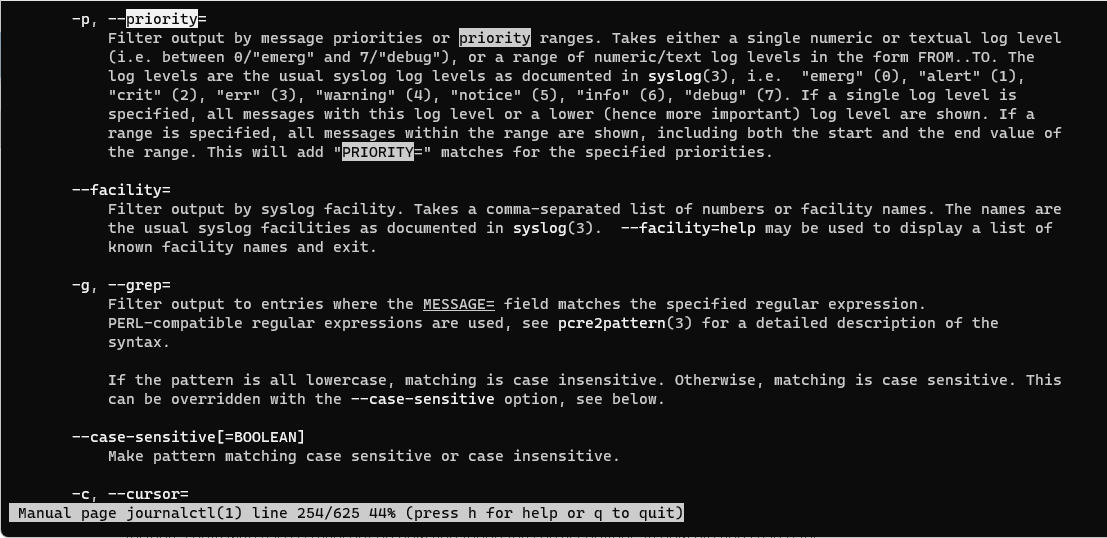 -p, --priority=
Filter output by message priorities or priority ranges. Takes either a single numeric or textual log level
(i.e. between 0/"emerg" and 7/"debug"), or a range of numeric/text log levels in the form FROM..TO. The
log levels are the usual syslog log levels as documented in syslog(3), i.e.  "emerg" (0), "alert" (1),
"crit" (2), "err" (3), "warning" (4), "notice" (5), "info" (6), "debug" (7). If a single log level is
specified, all messages with this log level or a lower (hence more important) log level are shown. If a
range is specified, all messages within the range are shown, including both the start and the end value of
the range. This will add "PRIORITY=" matches for the specified priorities.
--facility=
Filter output by syslog facility. Takes a comma-separated list of numbers or facility names. The names are
the usual syslog facilities as documented in syslog(3).  --facility=help may be used to display a list of
known facility names and exit.
-g, --grep=
Filter output to entries where the MESSAGE= field matches the specified regular expression.
PERL-compatible regular expressions are used, see pcre2pattern(3) for a detailed description of the
syntax.
If the pattern is all lowercase, matching is case insensitive. Otherwise, matching is case sensitive. This
can be overridden with the --case-sensitive option, see below.
--case-sensitive[=BOOLEAN]
Make pattern matching case sensitive or case insensitive.
-c, --cursor=
Manual page journalctl(1) line 254/625 44% (press h for help or q to quit)